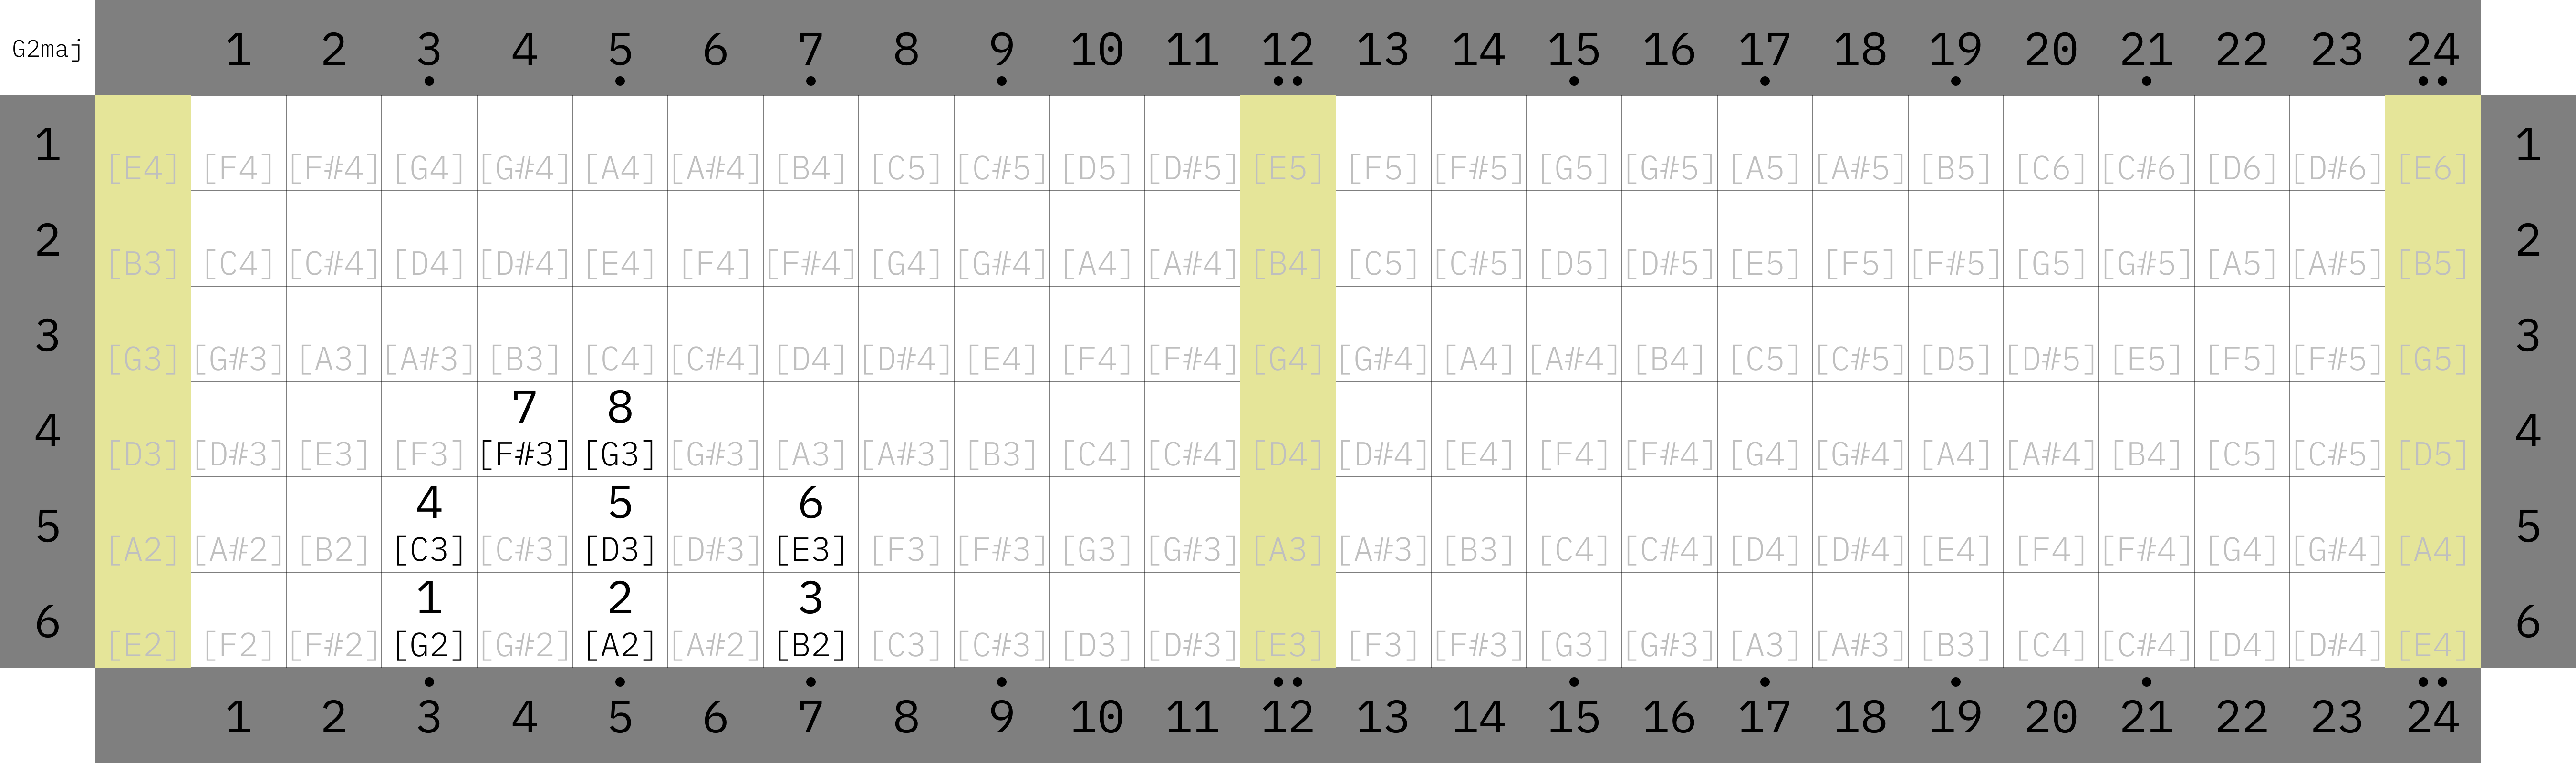 G2maj 1 2 3 4 5 6 7 8 9 10 11 12 13 14 15 16 17 18 19 20 21 22 23 24
1 [E4] [F4] [F#4] [G4] [G#4] [A4] [A#4] [B4] [C5] [C#5] [D5] [D#5] [E5] [F5] [F#5] [G5] [G#5] [A5] [A#5] [B5] [C6] [C#6] [D6] [D#6] [E6] 1
2 [B3] [C4] [C#4] [D4] [D#4] [E4] [F4] [F#4] [G4] [G#4] [A4] [A#4] [B4] [C5] [C#5] [D5] [D#5] [E5] [F5] [F#5] [G5] [G#5] [A5] [A#5] [B5] 2
3 [G3] [G#3] [A3] [A#3] [B3] [C4] [C#4] [D4] [D#4] [E4] [F4] [F#4] [G4] [G#4] [A4] [A#4] [B4] [C5] [C#5] [D5] [D#5] [E5] [F5] [F#5] [G5] 3
7 8
4 [D3] [D#3] [E3] [F3] [F#3] [G3] [G#3] [A3] [A#3] [B3] [C4] [C#4] [D4] [D#4] [E4] [F4] [F#4] [G4] [G#4] [A4] [A#4] [B4] [C5] [C#5] [D5] 4
4 5 6
5 [A2] [A#2] [B2] [C3] [C#3] [D3] [D#3] [E3] [F3] [F#3] [G3] [G#3] [A3] [A#3] [B3] [C4] [C#4] [D4] [D#4] [E4] [F4] [F#4] [G4] [G#4] [A4] 5
1 2 3
6 [E2] [F2] [F#2] [G2] [G#2] [A2] [A#2] [B2] [C3] [C#3] [D3] [D#3] [E3] [F3] [F#3] [G3] [G#3] [A3] [A#3] [B3] [C4] [C#4] [D4] [D#4] [E4] 6
1 2 3 4 5 6 7 8 9 10 11 12 13 14 15 16 17 18 19 20 21 22 23 24